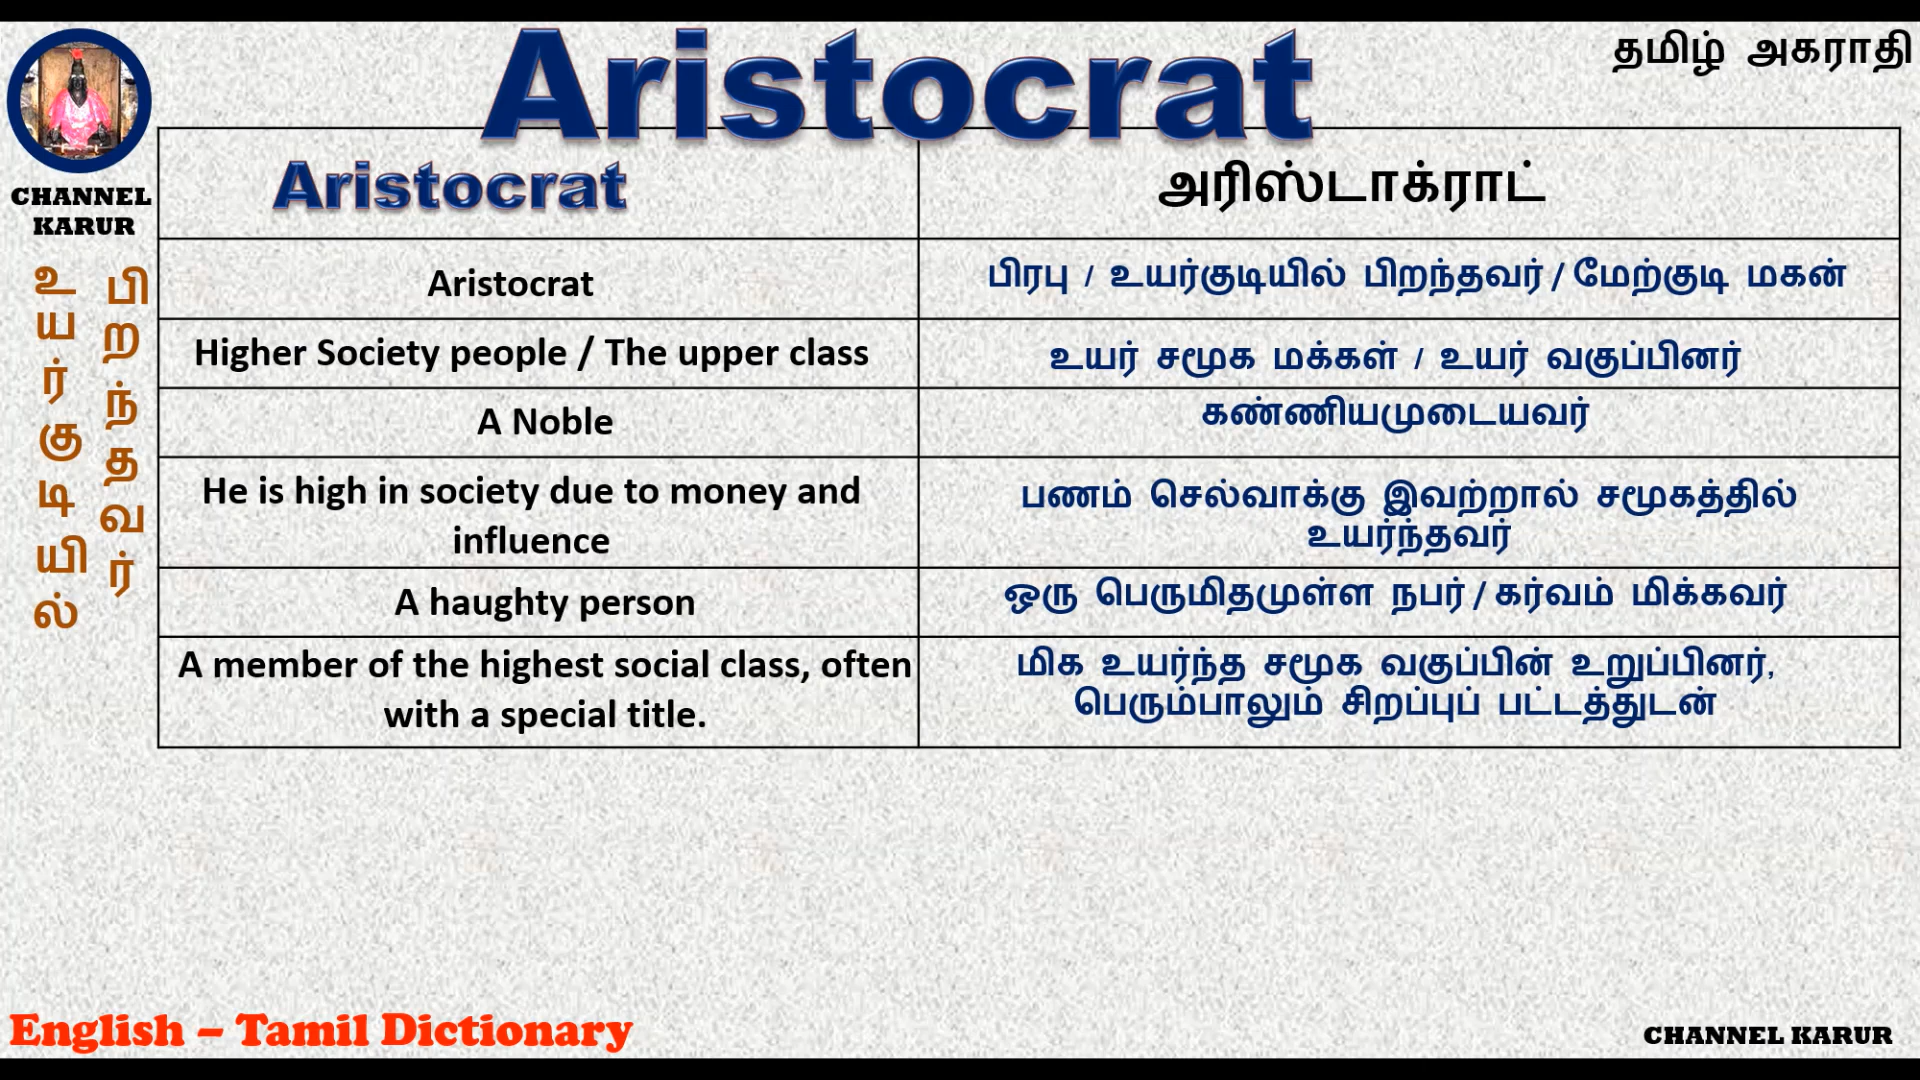 Aristocrat
தமிழ் அகராதி
CHANNEL
KARUR
உயர்குடியில்
பிறந்தவர்
Aristocrat
அரிஸ்டாக்ராட்
Aristocrat
பிரபு / உயர்குடியில் பிறந்தவர் / மேற்குடி மகன்
Higher Society people / The upper class
உயர் சமூக மக்கள் / உயர் வகுப்பினர்
A Noble
கண்ணியமுடையவர்
He is high in society due to money and
influence
பணம் செல்வாக்கு இவற்றால் சமூகத்தில்
உயர்ந்தவர்
A haughty person
ஒரு பெருமிதமுள்ள நபர் / கர்வம் மிக்கவர்
A member of the highest social class, often
with a special title.
மிக உயர்ந்த சமூக வகுப்பின் உறுப்பினர்,
பெரும்பாலும் சிறப்புப் பட்டத்துடன்
English – Tamil Dictionary
CHANNEL KARUR